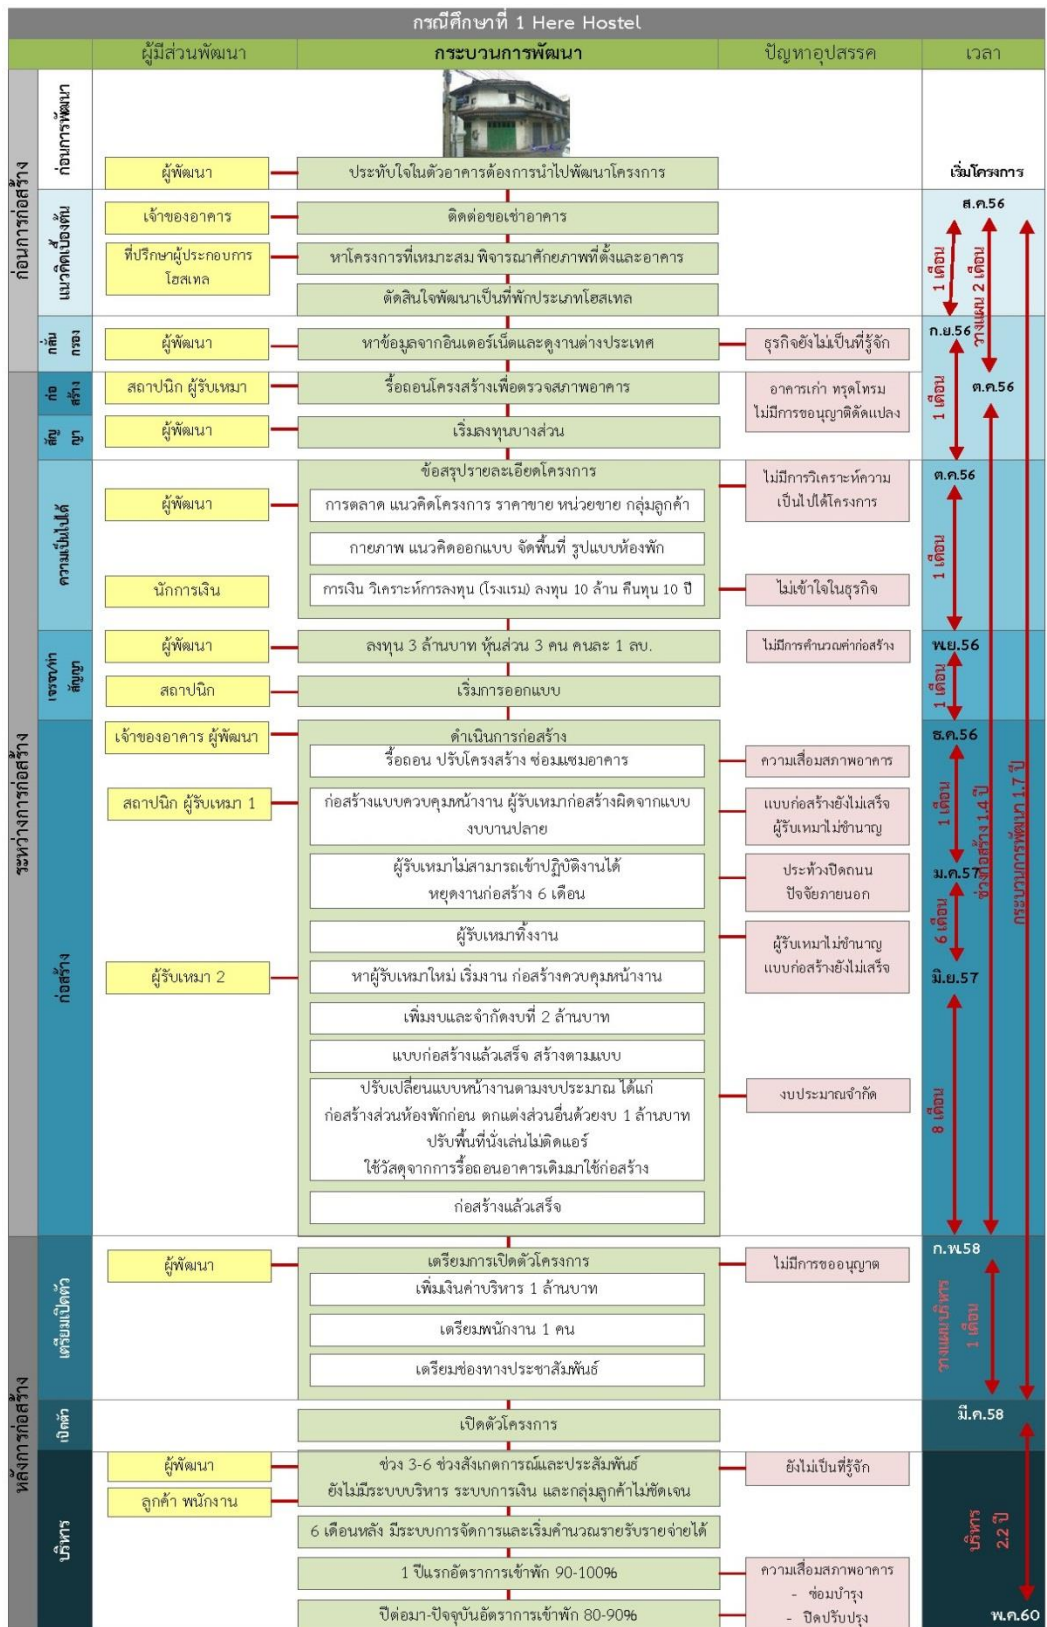 กรณีศึกษาที่ 1 Here Hostel
ผู้มีส่วนพัฒนา
กระบวนการพัฒนา
ปัญหาอุปสรรค
เวลา
ก่อนการก่อสร้าง
ก่อนการพัฒนา
ผู้พัฒนา
ประทับใจในตัวอาคารต้องการนำไปพัฒนาโครงการ
เริ่มโครงการ
แนวคิดเบื้องต้น
เจ้าของอาคาร
ติดต่อขอเช่าอาคาร
ส.ค.56
ที่ปรึกษาผู้ประกอบการ
โฮสเทล
หาโครงการที่เหมาะสม พิจารณาศักยภาพที่ตั้งและอาคาร
ตัดสินใจพัฒนาเป็นที่พักประเภทโฮสเทล
1 เดือน
วางแผน 2 เดือน
กลั่น
กรอง
ผู้พัฒนา
หาข้อมูลจากอินเตอร์เน็ตและดูงานต่างประเทศ
ธุรกิจยังไม่เป็นที่รู้จัก
ก.ย.56
1 เดือน
ระหว่างการก่อสร้าง
ก่อ
สร้าง
สถาปนิก ผู้รับเหมา
รื้อถอนโครงสร้างเพื่อตรวจสภาพอาคาร
อาคารเก่า ทรุดโทรม
ไม่มีการขอนุญาติดัดแปลง
ต.ค.56
สัญ
ญา
ผู้พัฒนา
เริ่มลงทุนบางส่วน
ความเป็นไปได้
ข้อสรุปรายละเอียดโครงการ
ไม่มีการวิเคราะห์ความ
เป็นไปได้โครงการ
ต.ค.56
ผู้พัฒนา
การตลาด แนวคิดโครงการ ราคาขาย หน่วยขาย กลุ่มลูกค้า
กายภาพ แนวคิดออกแบบ จัดพื้นที่ รูปแบบห้องพัก
1 เดือน
นักการเงิน
การเงิน วิเคราะห์การลงทุน (โรงแรม) ลงทุน 10 ล้าน คืนทุน 10 ปี
ไม่เข้าใจในธุรกิจ
เจรจา/ทำ
สัญญา
ผู้พัฒนา
ลงทุน 3 ล้านบาท หุ้นส่วน 3 คน คนละ 1 ลบ.
ไม่มีการคำนวณค่าก่อสร้าง
พ.ย.56
สถาปนิก
เริ่มการออกแบบ
1 เดือน
ก่อสร้าง
เจ้าของอาคาร ผู้พัฒนา
ดำเนินการก่อสร้าง
ธ.ค.56
รื้อถอน ปรับโครงสร้าง ซ่อมแซมอาคาร
ความเสื่อมสภาพอาคาร
สถาปนิก ผู้รับเหมา 1
ก่อสร้างแบบควบคุมหน้างาน ผู้รับเหมาก่อสร้างผิดจากแบบ
งบบานปลาย
แบบก่อสร้างยังไม่เสร็จ
ผู้รับเหมาไม่ชำนาญ
1 เดือน
ช่วงก่อสร้าง 1.4 ปี
กระบวนการพัฒนา 1.7 ปี
ผู้รับเหมาไม่สามารถเข้าปฏิบัติงานได้
หยุดงานก่อสร้าง 6 เดือน
ประท้วงปิดถนน
ปัจจัยภายนอก
ม.ค.57
6 เดือน
ผู้รับเหมาทิ้งงาน
ผู้รับเหมาไม่ชำนาญ
แบบก่อสร้างยังไม่เสร็จ
ผู้รับเหมา 2
หาผู้รับเหมาใหม่ เริ่มงาน ก่อสร้างควบคุมหน้างาน
มิ.ย.57
เพิ่มงบและจำกัดงบที่ 2 ล้านบาท
แบบก่อสร้างแล้วเสร็จ สร้างตามแบบ
ปรับเปลี่ยนแบบหน้างานตามงบประมาณ ได้แก่
ก่อสร้างส่วนห้องพักก่อน ตกแต่งส่วนอื่นด้วยงบ 1 ล้านบาท
ปรับพื้นที่นั่งเล่นไม่ติดแอร์
ใช้วัสดุจากการรื้อถอนอาคารเดิมมาใช้ก่อสร้าง
งบประมาณจำกัด
8 เดือน
ก่อสร้างแล้วเสร็จ
หลังการก่อสร้าง
เตรียมเปิดตัว
ผู้พัฒนา
เตรียมการเปิดตัวโครงการ
ไม่มีการขออนุญาต
ก.พ.58
เพิ่มเงินค่าบริหาร 1 ล้านบาท
เตรียมพนักงาน 1 คน
เตรียมช่องทางประชาสัมพันธ์
วางแผนบริหาร
1 เดือน
เปิดตัว
เปิดตัวโครงการ
มี.ค.58
บริหาร
ผู้พัฒนา
ช่วง 3-6 ช่วงสังเกตการณ์และประสัมพันธ์
ยังไม่มีระบบบริหาร ระบบการเงิน และกลุ่มลูกค้าไม่ชัดเจน
ยังไม่เป็นที่รู้จัก
ลูกค้า พนักงาน
6 เดือนหลัง มีระบบการจัดการและเริ่มคำนวณรายรับรายจ่ายได้
บริหาร
2.2 ปี
1 ปีแรกอัตราการเข้าพัก 90-100%
ความเสื่อมสภาพอาคาร
- ซ่อมบำรุง
- ปิดปรับปรุง
ปีต่อมา-ปัจจุบันอัตราการเข้าพัก 80-90%
พ.ค.60